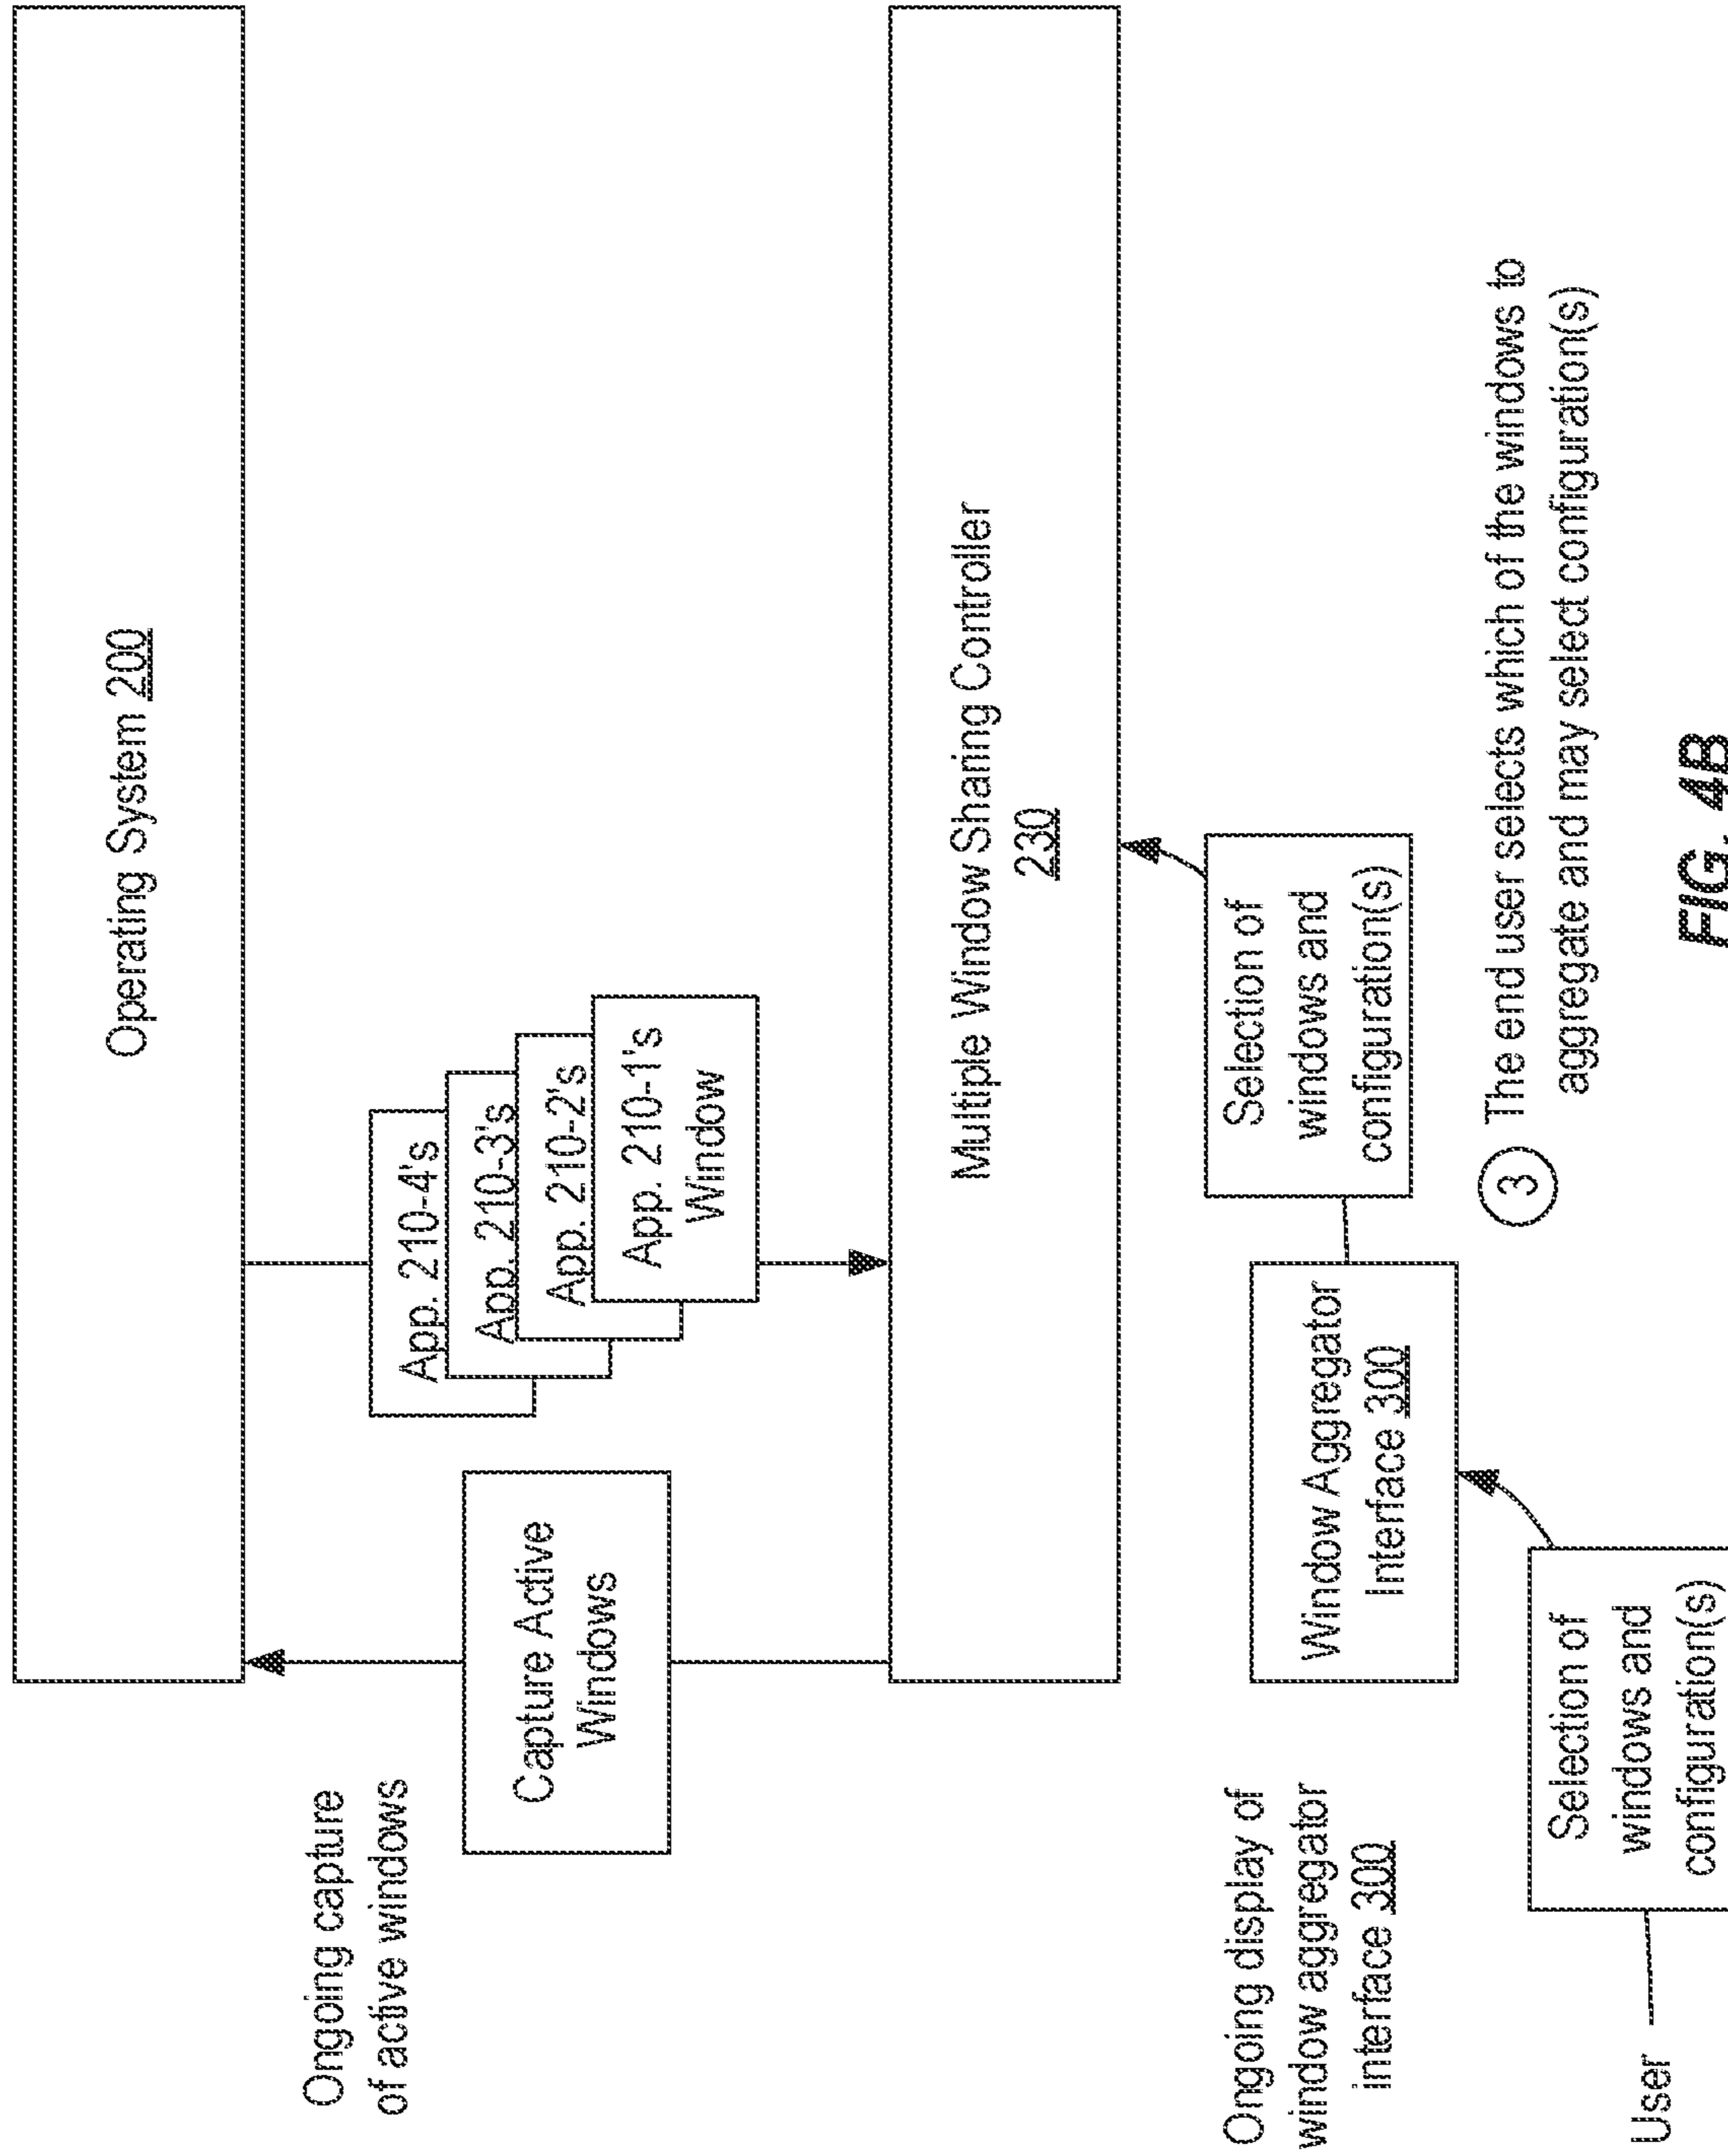 Operating System 200
Ongoing capture
of active windows
Capture Active
Windows
App. 210-4's
App. 210-3's
App. 210-2's
App. 210-1's
Window
Multiple Window Sharing Controller
230
Ongoing display of
window aggregator
interface 300
Window Aggregator
Interface 300
Selection of
windows and
configuration(s)
User
Selection of
windows and
configuration(s)
3 The end user selects which of the windows to
aggregate and may select configuration(s)
FIG. 4B